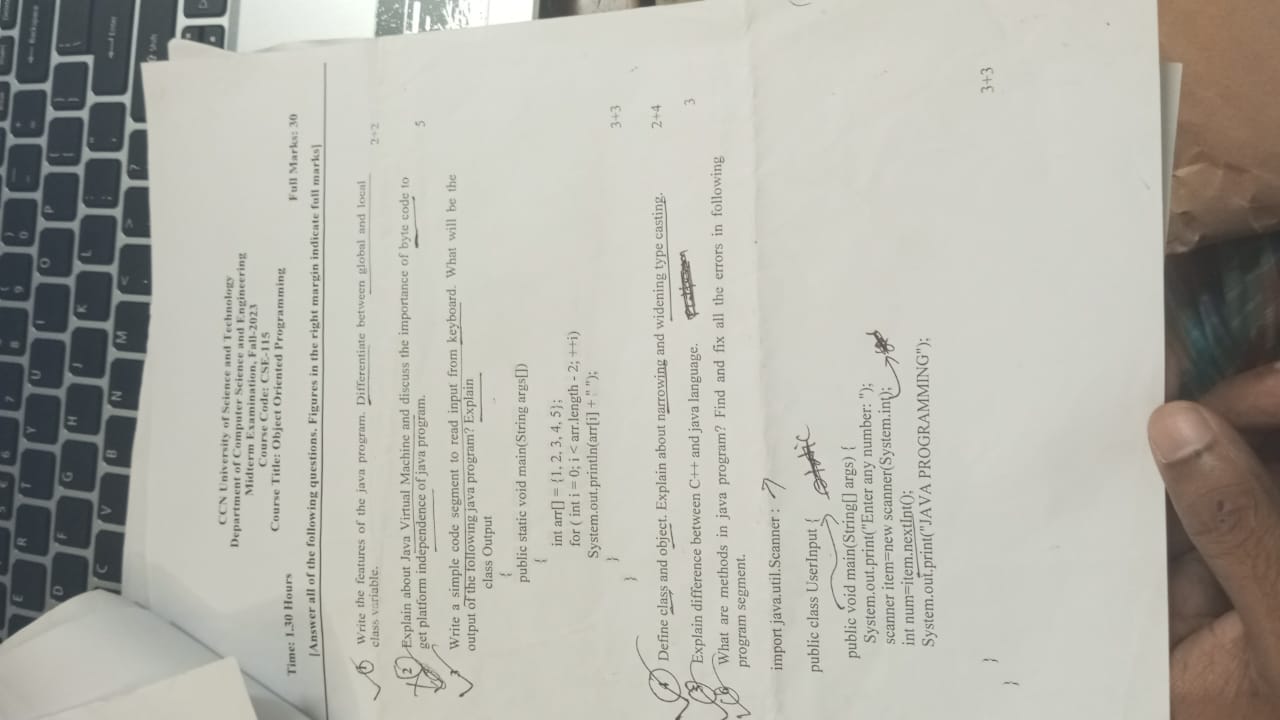 E R T Y U I O P
Backspace
D F G H J K L
Enter
C V B N M
Shift
CCN University of Science and Technology
Department of Computer Science and Engineering
Midterm Examination, Fall-2023
Course Code: CSE-115
Course Title: Object Oriented Programming
Time: 1.30 Hours Full Marks: 30
[Answer all of the following questions. Figures in the right margin indicate full marks]
1 Write the features of the java program. Differentiate between global and local
class variable. 2+2
2 Explain about Java Virtual Machine and discuss the importance of byte code to
get platform independence of java program. 5
3 Write a simple code segment to read input from keyboard. What will be the
output of the following java program? Explain
class Output
{
public static void main(String args[])
{
int arr[] = {1, 2, 3, 4, 5};
for ( int i = 0; i < arr.length - 2; ++i)
System.out.println(arr[i] + " ");
}
3+3
}
4 Define class and object. Explain about narrowing and widening type casting. 2+4
5 Explain difference between C++ and java language. 3
6 What are methods in java program? Find and fix all the errors in following
program segment.
import java.util.Scanner :
public class UserInput { static
public void main(String[] args) {
System.out.print("Enter any number: ");
scanner item=new scanner(System.int);
int num=item.nextInt();
System.out.print("JAVA PROGRAMMING");
}
3+3
}